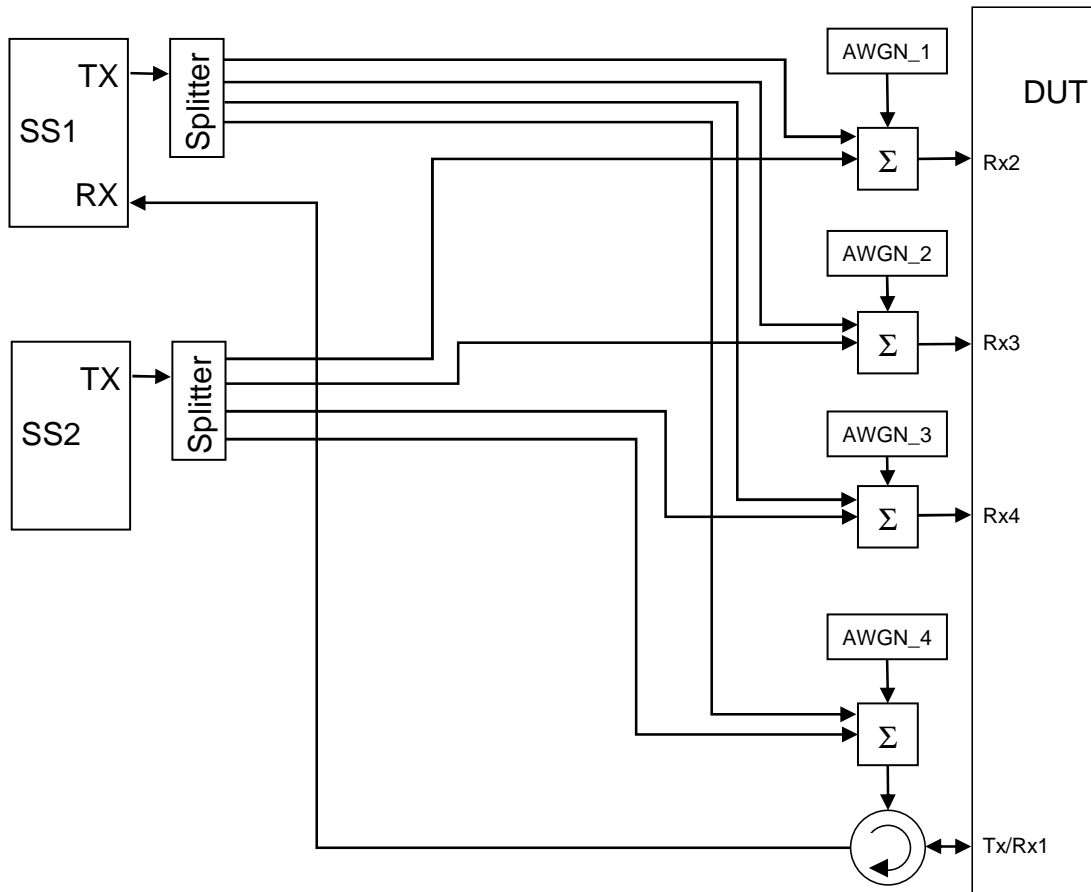 AWGN_1
DUT
TX
Splitter
SS1
Σ
Rx2
RX
AWGN_2
Σ
Rx3
TX
Splitter
SS2
AWGN_3
Σ
Rx4
AWGN_4
Σ
Tx/Rx1